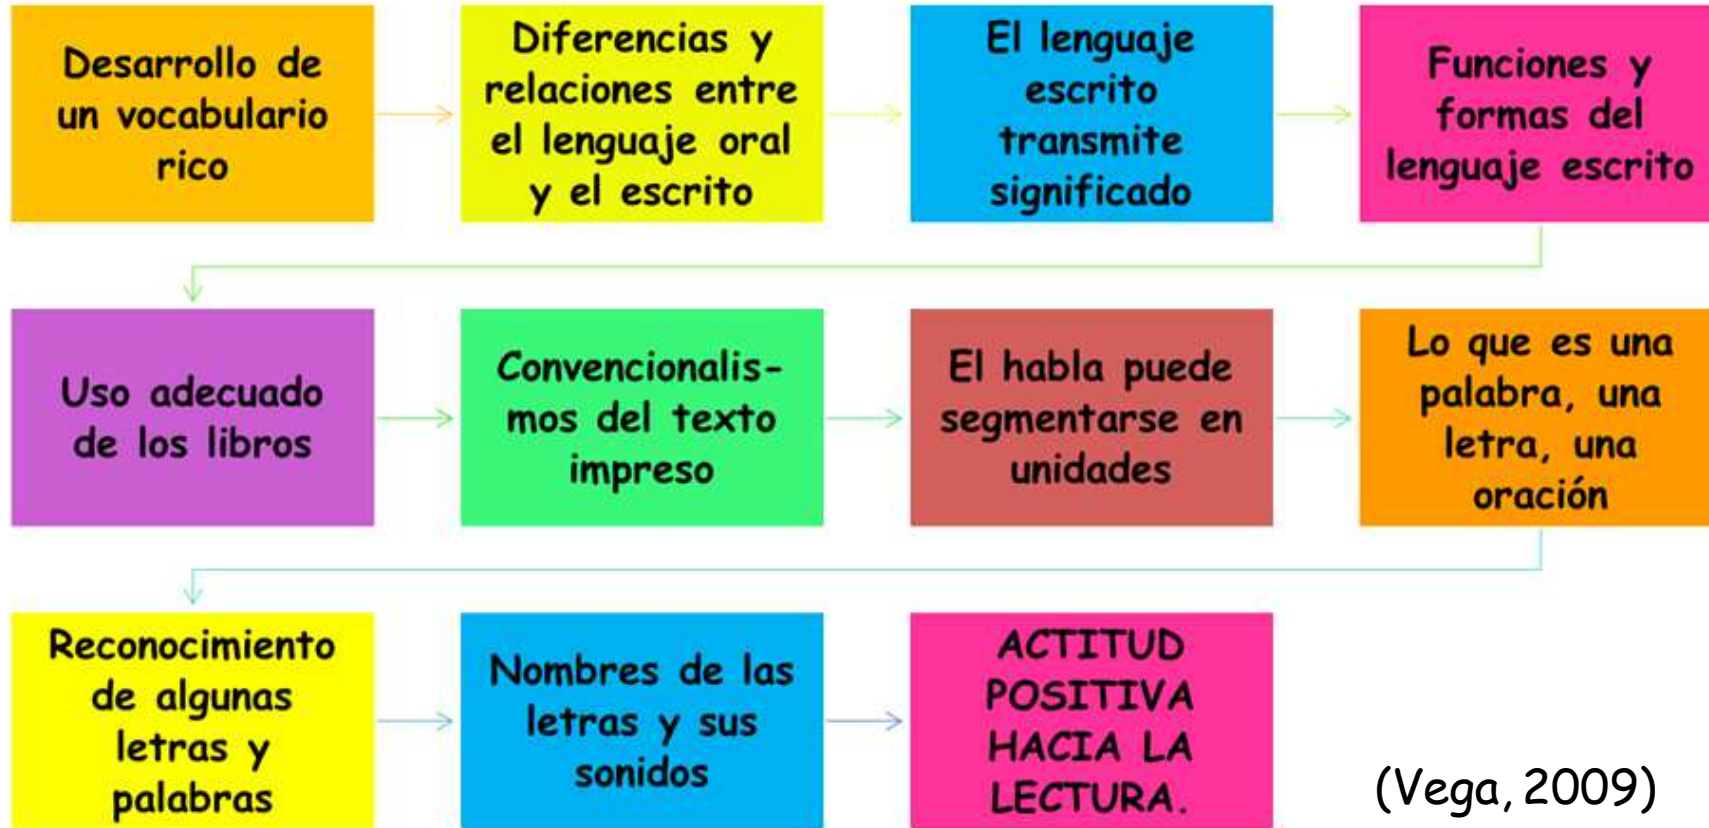 Desarrollo de
un vocabulario
rico
Diferencias y
relaciones entre
el lenguaje oral
y el escrito
El lenguaje
escrito
transmite
significado
Funciones y
formas del
lenguaje escrito
Uso adecuado
de los libros
Convencionalis-
mos del texto
impreso
El habla puede
segmentarse en
unidades
Lo que es una
palabra, una
letra, una
oración
Reconocimiento
de algunas
letras y
palabras
Nombres de las
letras y sus
sonidos
ACTITUD
POSITIVA
HACIA LA
LECTURA.
(Vega, 2009)